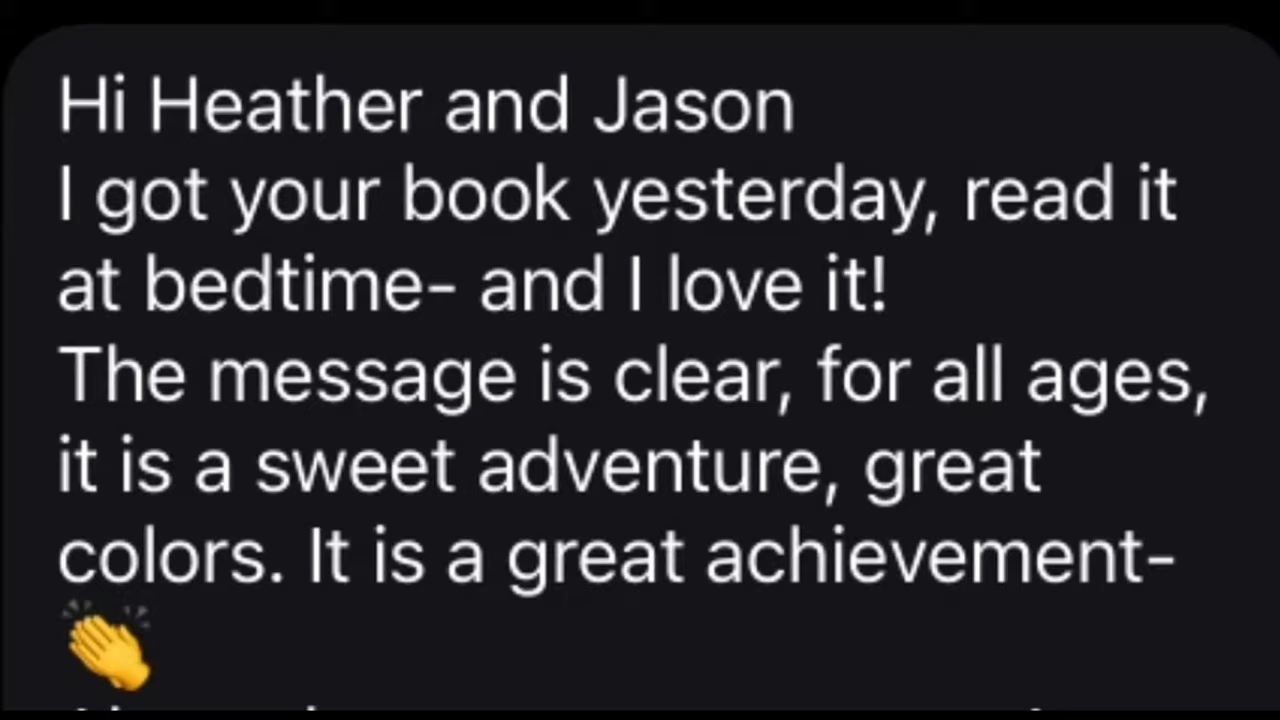 Hi Heather and Jason
I got your book yesterday, read it
at bedtime- and I love it!
The message is clear, for all ages,
it is a sweet adventure, great
colors. It is a great achievement-
👏